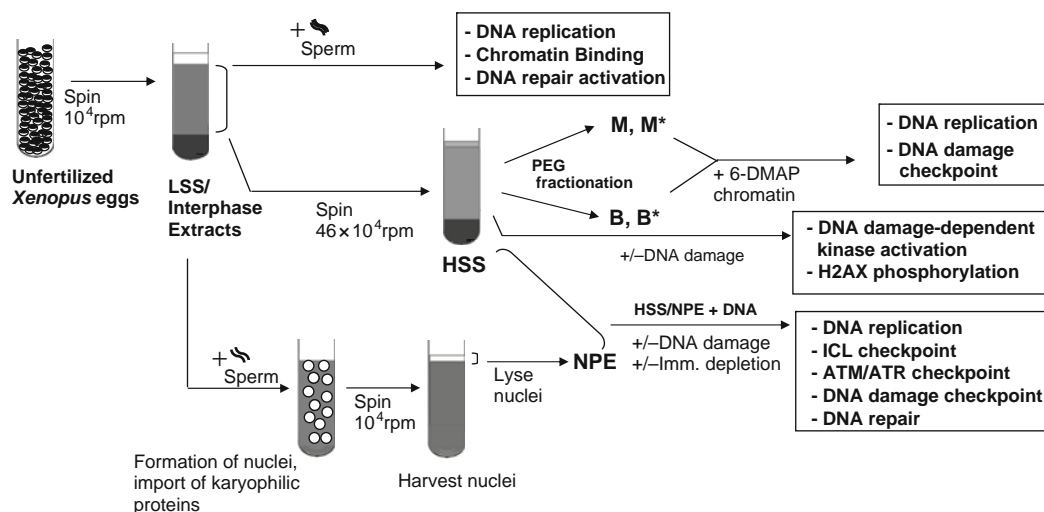 + Sperm
- DNA replication
- Chromatin Binding
- DNA repair activation
Spin
10⁴rpm
Unfertilized
Xenopus eggs
LSS/
Interphase
Extracts
Spin
46×10⁴rpm
HSS
PEG
fractionation
M, M*
B, B*
+ 6-DMAP
chromatin
- DNA replication
- DNA damage
checkpoint
+/–DNA damage
- DNA damage-dependent
kinase activation
- H2AX phosphorylation
+ Sperm
Formation of nuclei,
import of karyophilic
proteins
Spin
10⁴rpm
Harvest nuclei
Lyse
nuclei
NPE
HSS/NPE + DNA
+/–DNA damage
+/–Imm. depletion
- DNA replication
- ICL checkpoint
- ATM/ATR checkpoint
- DNA damage checkpoint
- DNA repair